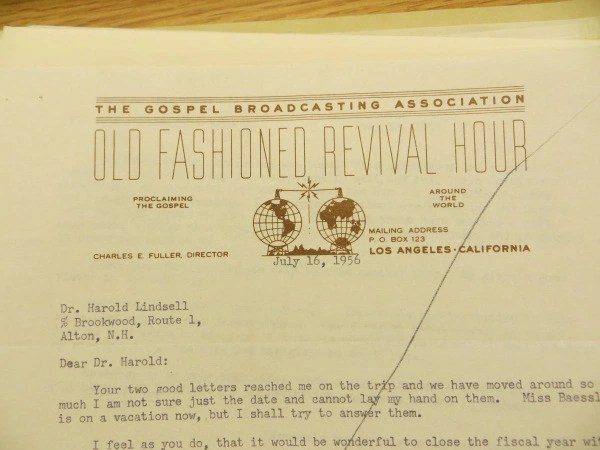 THE GOSPEL BROADCASTING ASSOCIATION
OLD FASHIONED REVIVAL HOUR
PROCLAIMING
THE GOSPEL
AROUND
THE
WORLD
CHARLES E. FULLER, DIRECTOR
MAILING ADDRESS
P. O. BOX 123
LOS ANGELES - CALIFORNIA
July 16, 1956
Dr. Harold Lindsell
% Brookwood, Route 1,
Alton, N.H.
Dear Dr. Harold:
Your two good letters reached me on the trip and we have moved around so
much I am not sure just the date and cannot lay my hand on them. Miss Baessl
is on a vacation now, but I shall try to answer them.
I feel as you do, that it would be wonderful to close the fiscal year wi